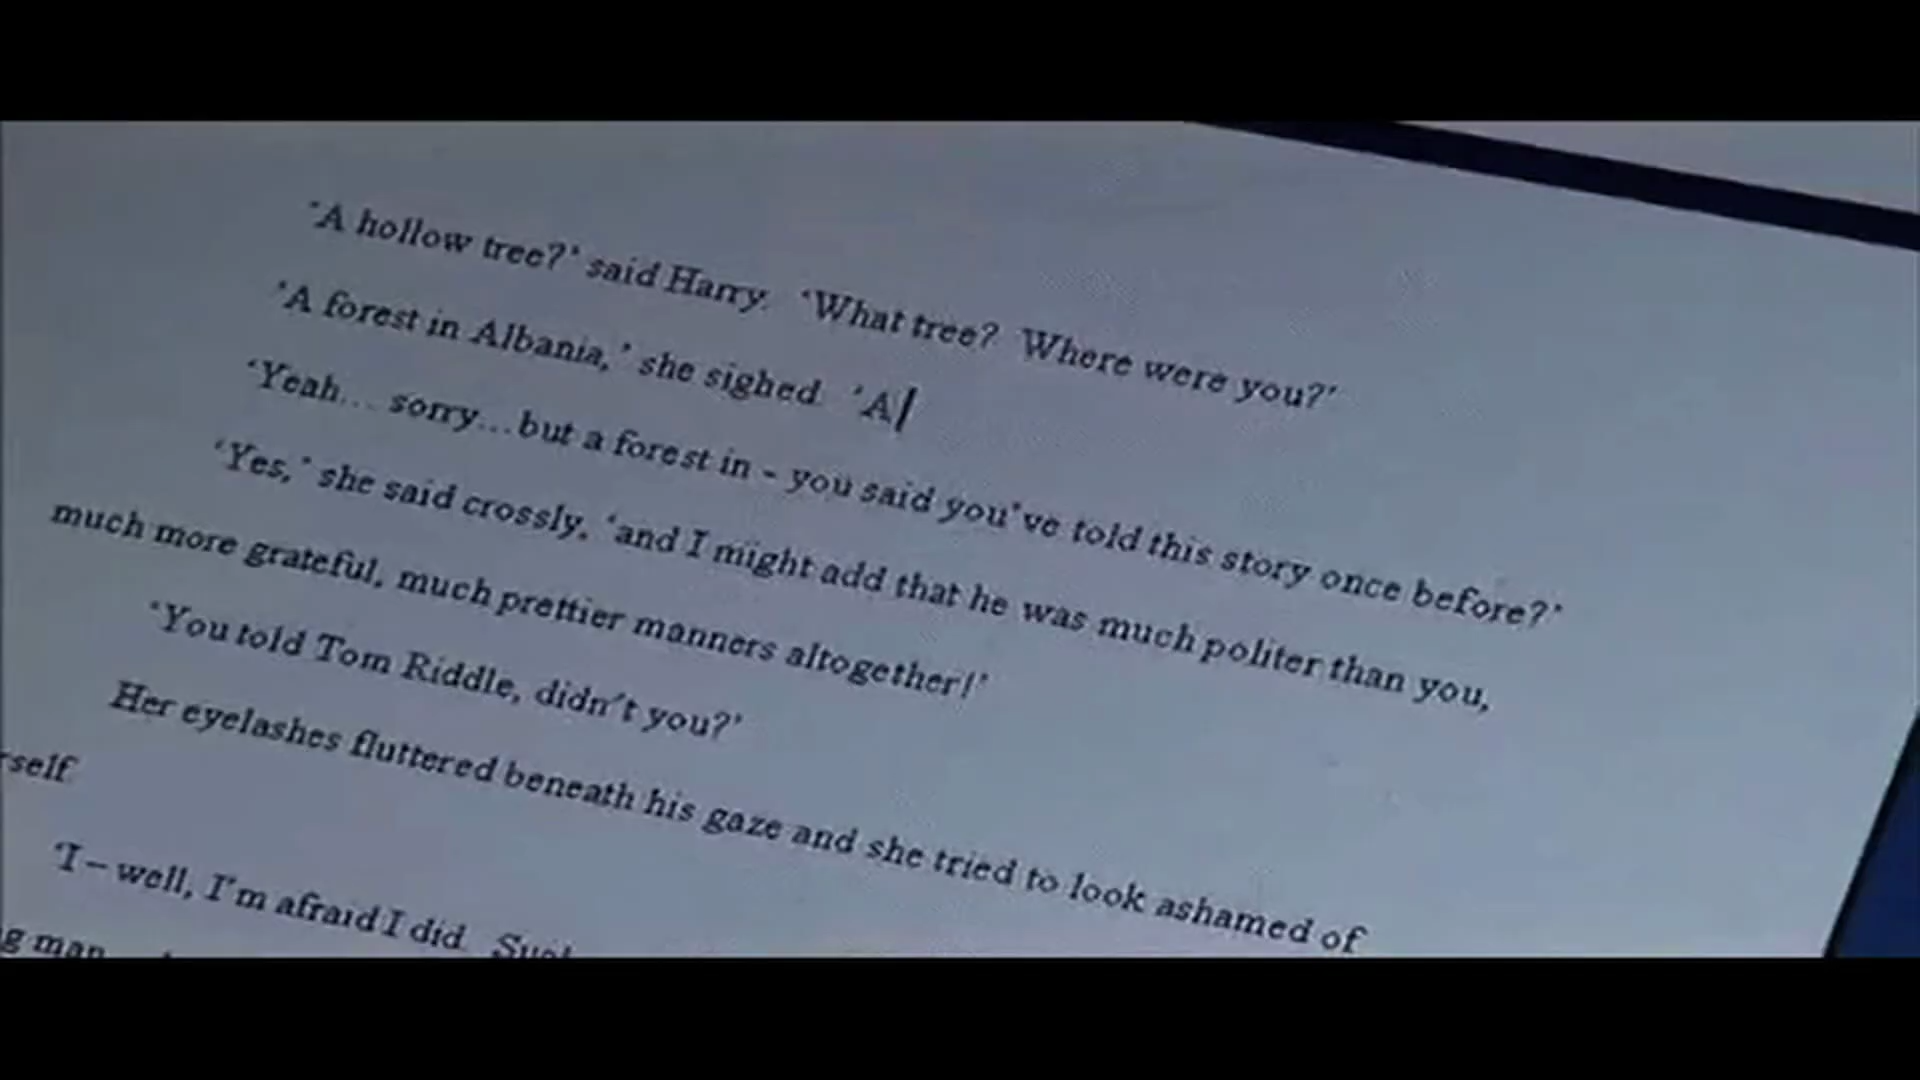 ‘A hollow tree?’ said Harry. ‘What tree? Where were you?’
‘A forest in Albania,’ she sighed. ‘A
‘Yeah... sorry...but a forest in - you said you’ve told this story once before?’
‘Yes,’ she said crossly, ‘and I might add that he was much politer than you,
much more grateful, much prettier manners altogether!’
‘You told Tom Riddle, didn’t you?’
Her eyelashes fluttered beneath his gaze and she tried to look ashamed of
rself.
‘I – well, I’m afraid I did.
g man